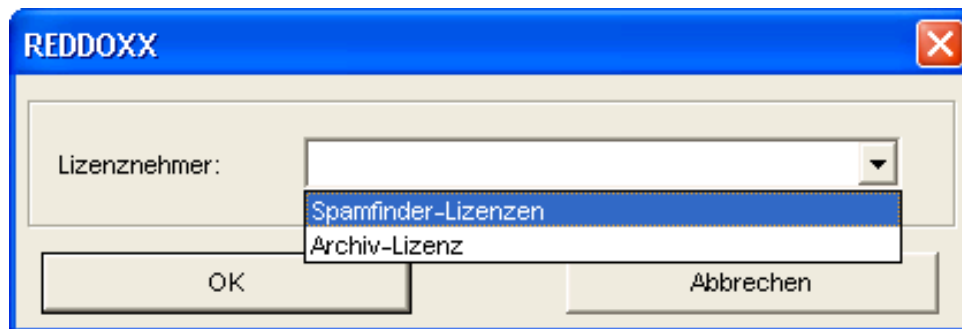 REDDOXX
Lizenznehmer:
Spamfinder-Lizenzen
Archiv-Lizenz
OK
Abbrechen